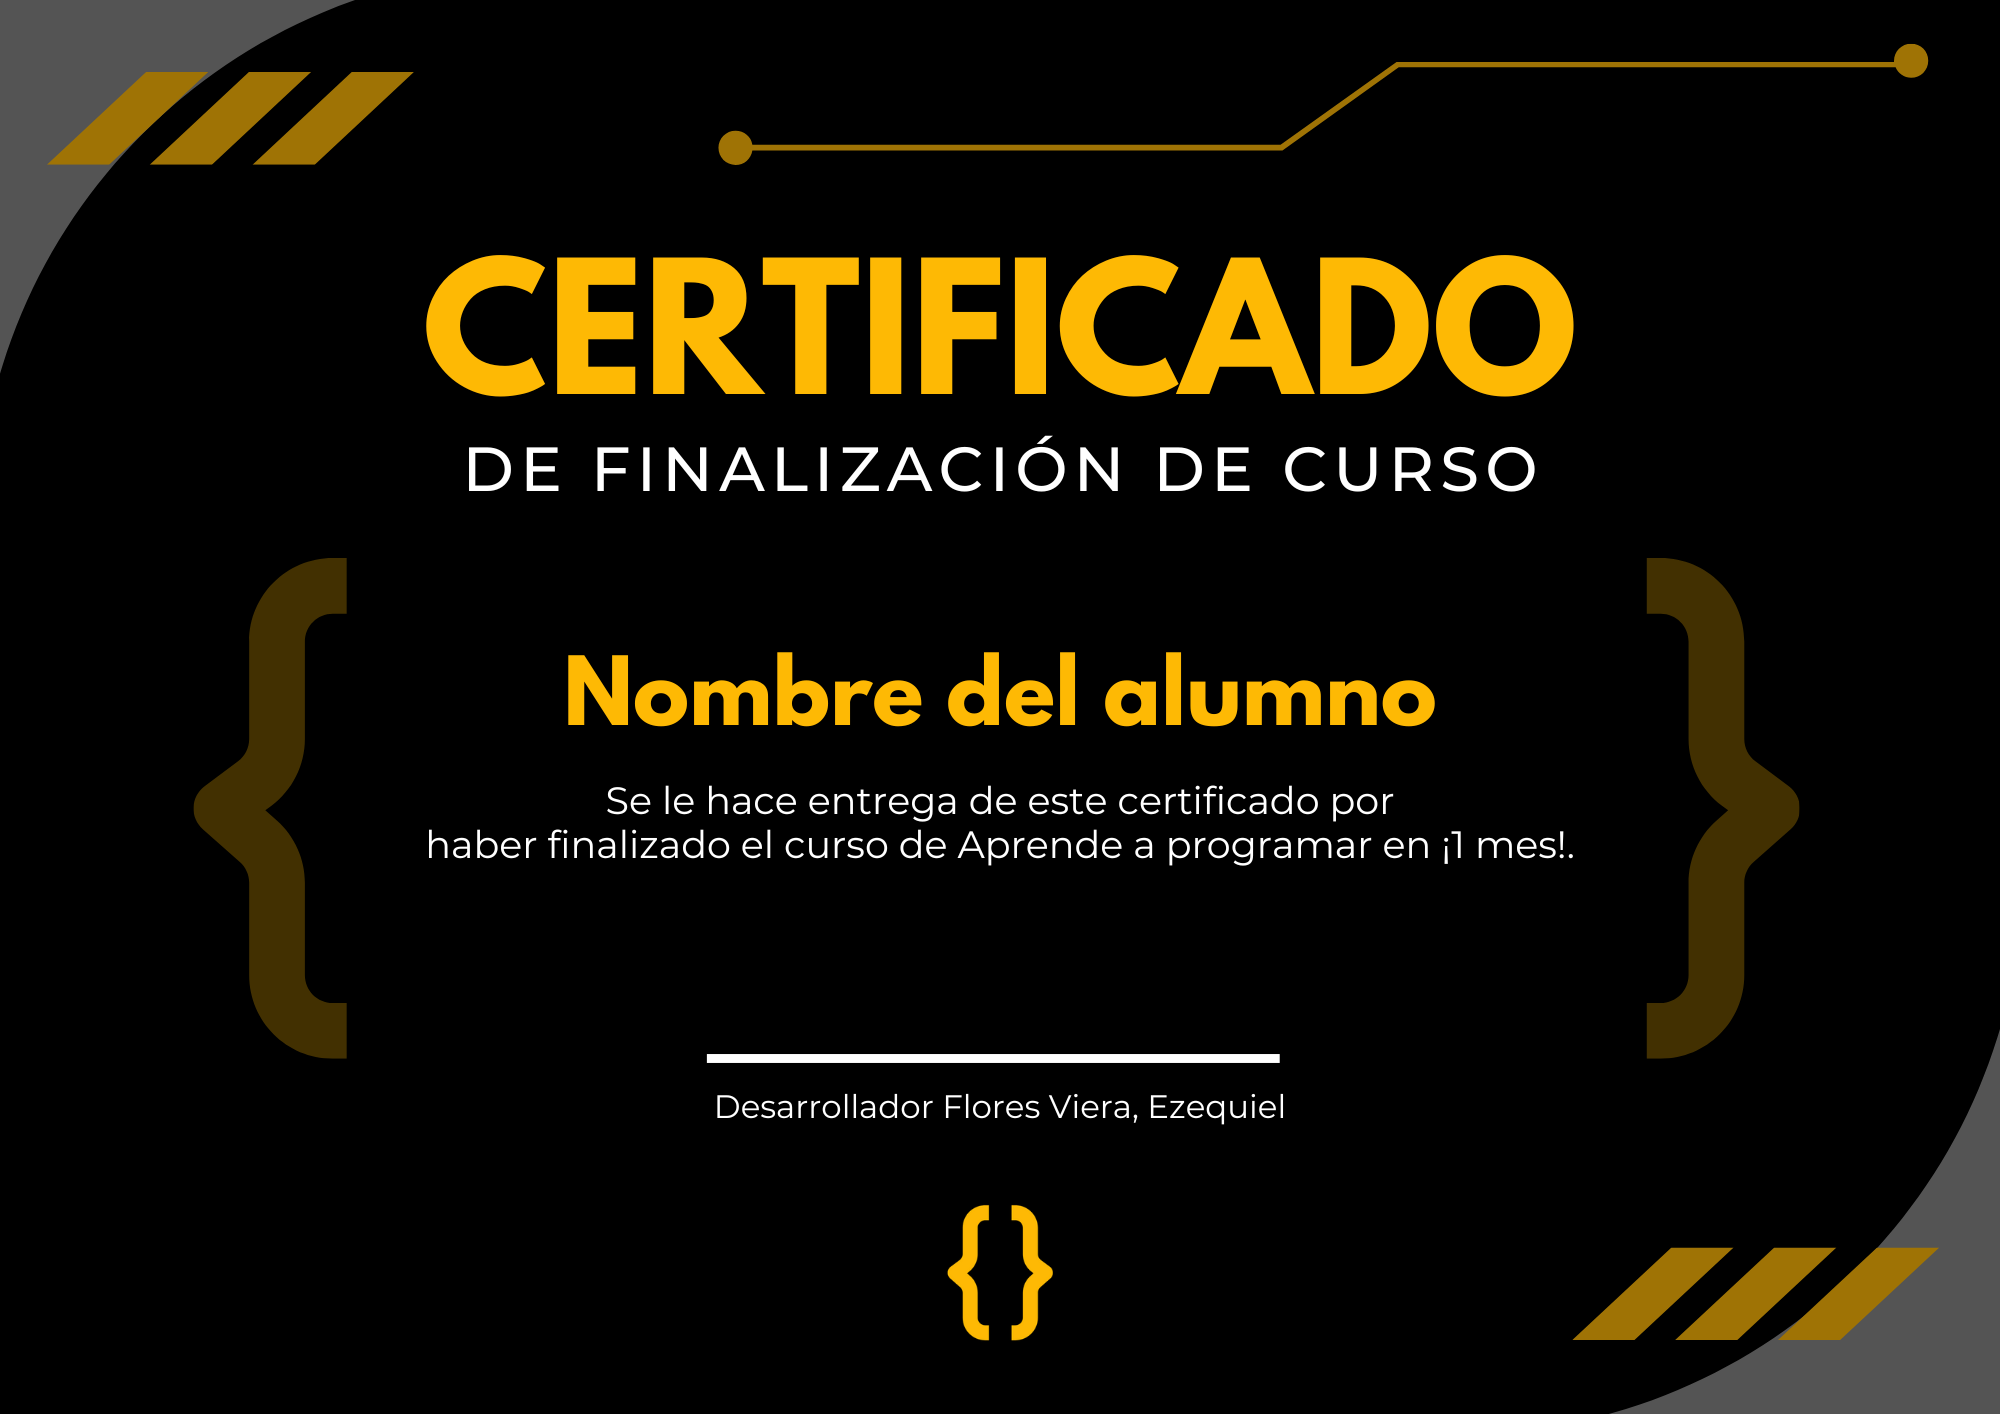 CERTIFICADO
DE FINALIZACIÓN DE CURSO
Nombre del alumno
Se le hace entrega de este certificado por
haber finalizado el curso de Aprende a programar en ¡1 mes!.
Desarrollador Flores Viera, Ezequiel
{ }